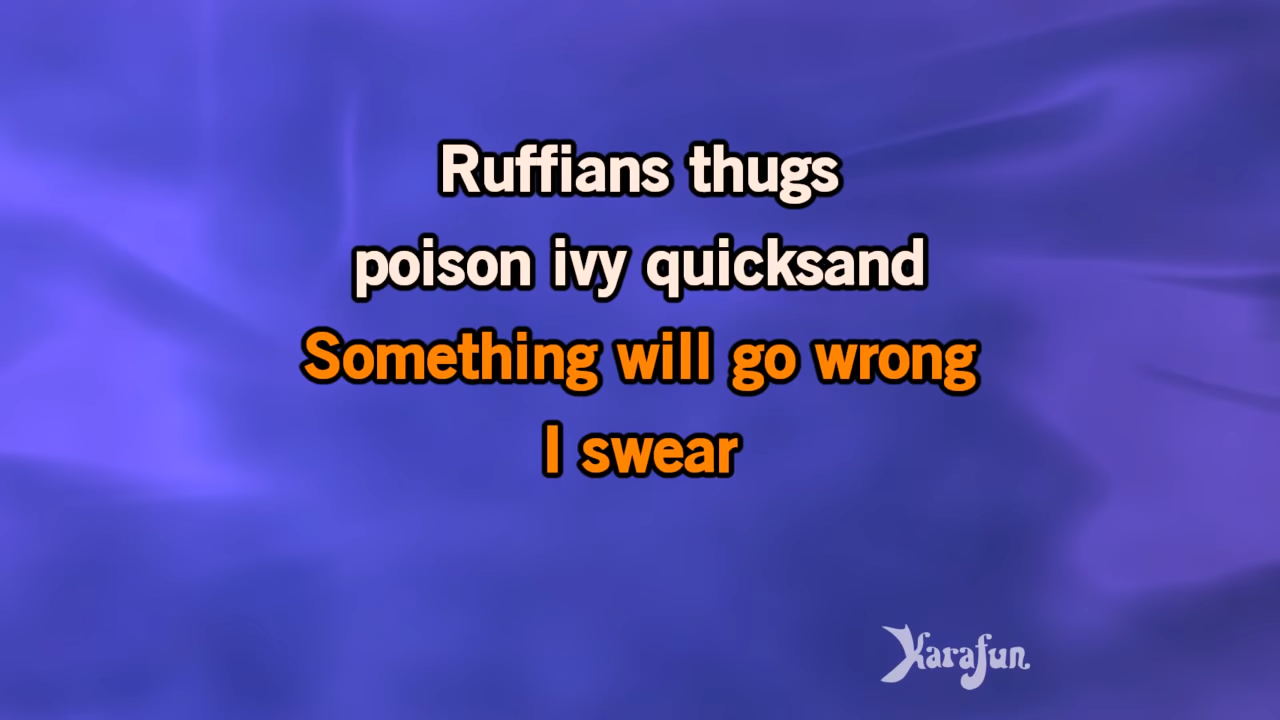 Ruffians thugs
poison ivy quicksand
Something will go wrong
I swear
Karafun